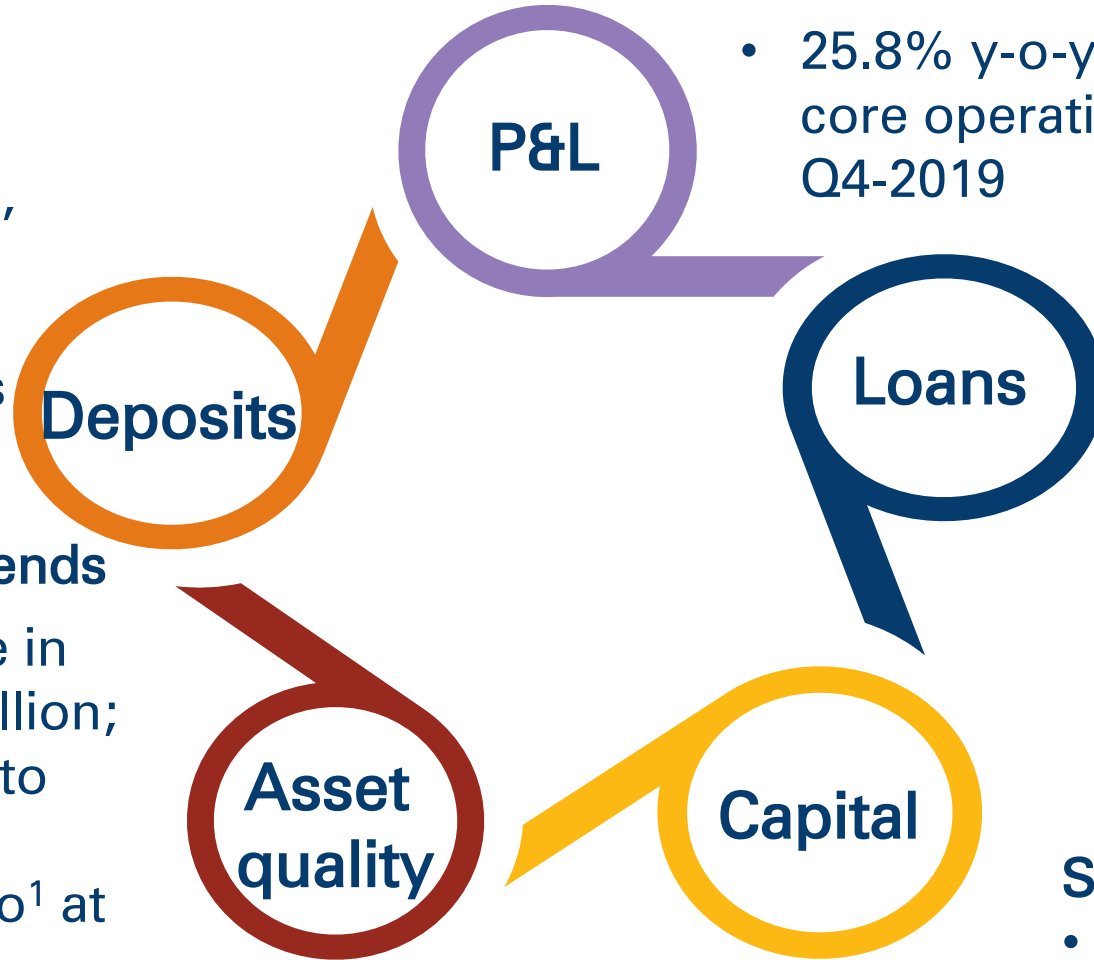 • 25.8% y-o-y
core operati
Q4-2019
P&L
,
Loans
s
Deposits
ends
e in
llion;
to
o¹ at
Asset
quality
Capital
S
•